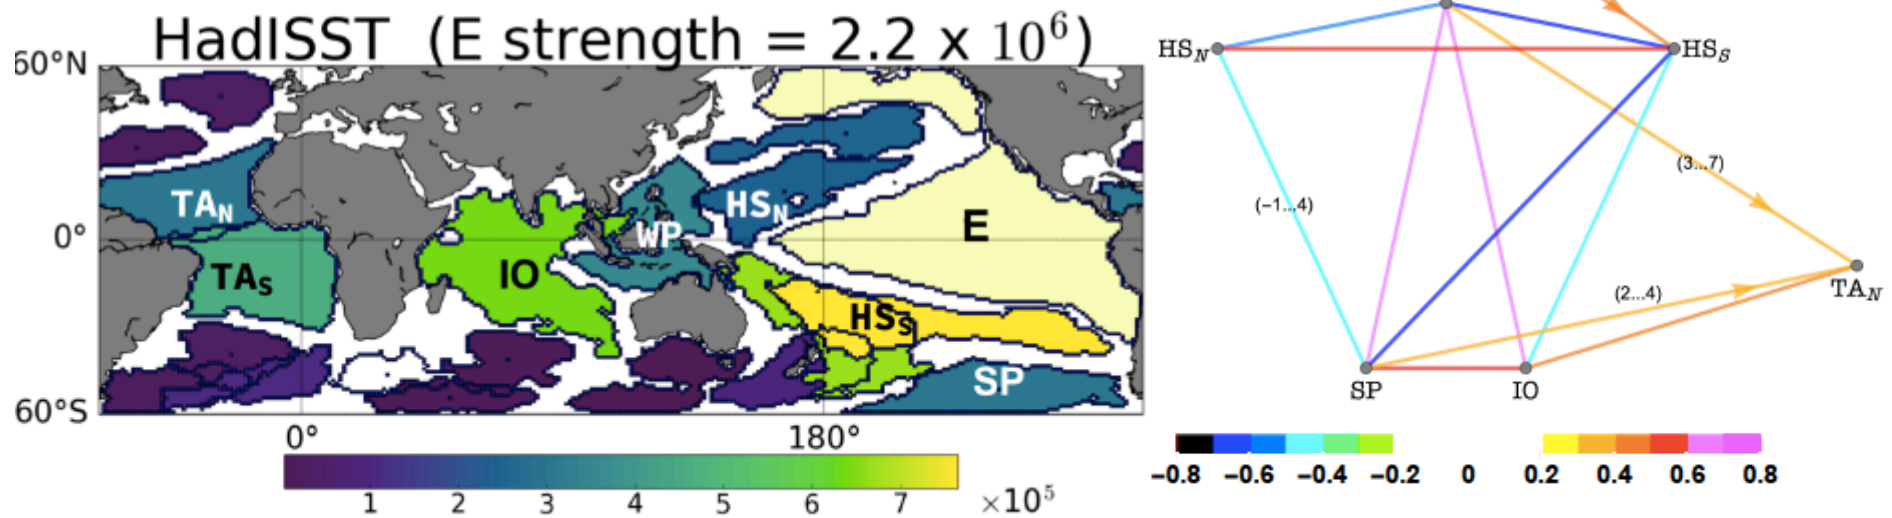 HadISST (E strength = 2.2 x 10⁶)
60°N
0°
60°S
TA_N
TA_S
IO
WP
HS_N
E
HS_S
SP
0°
180°
1 2 3 4 5 6 7 ×10⁵
HS_N
HS_S
(3...7)
(−1...4)
(2...4)
TA_N
SP
IO
−0.8 −0.6 −0.4 −0.2 0 0.2 0.4 0.6 0.8